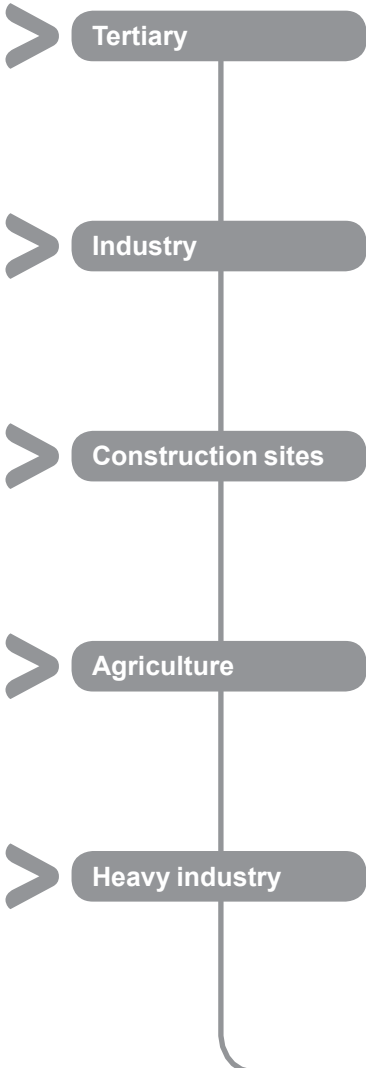 Tertiary
Industry
Construction sites
Agriculture
Heavy industry